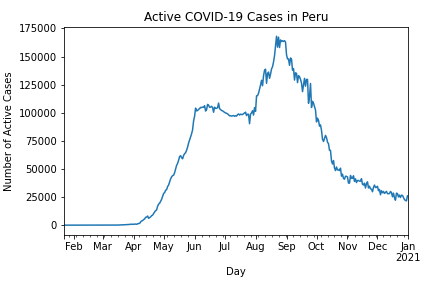 Active COVID-19 Cases in Peru
175000
150000
125000
100000
75000
50000
25000
0
Number of Active Cases
Feb Mar Apr May Jun Jul Aug Sep Oct Nov Dec Jan
2021
Day